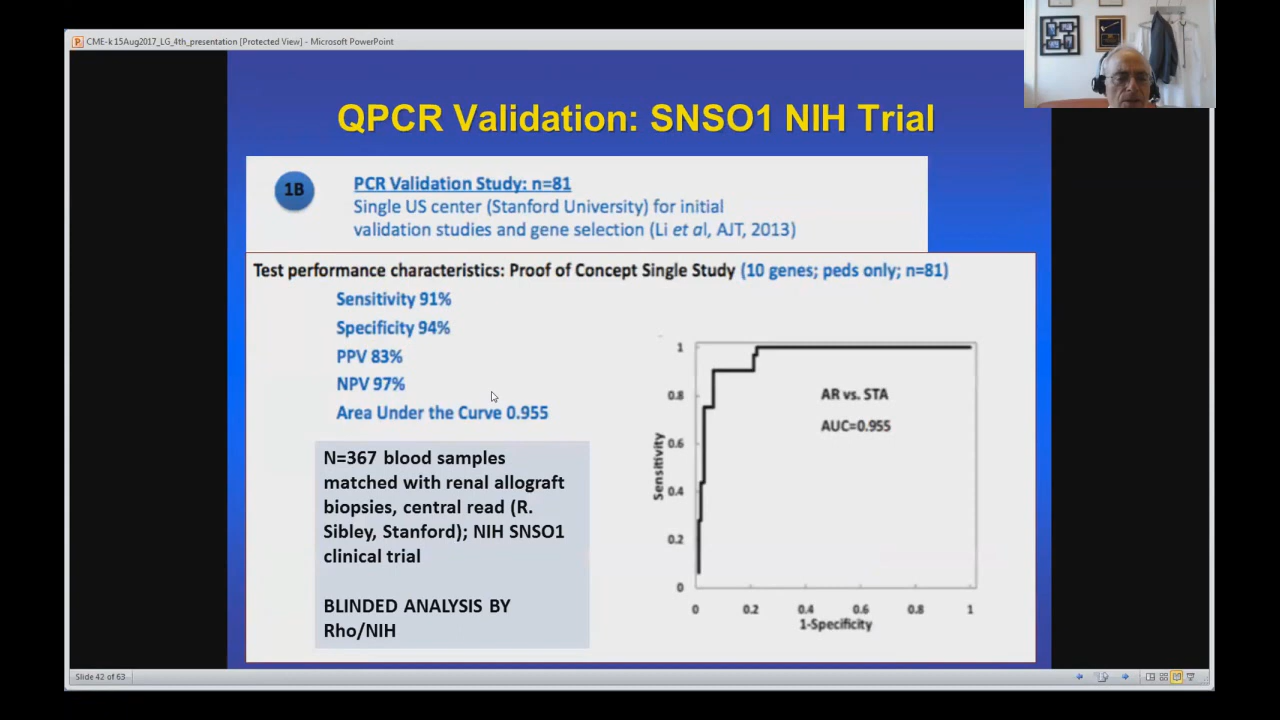 CME-k 15Aug2017_LG_4th_presentation [Protected View] - Microsoft PowerPoint
QPCR Validation: SNSO1 NIH Trial
1B
PCR Validation Study: n=81
Single US center (Stanford University) for initial
validation studies and gene selection (Li et al, AJT, 2013)
Test performance characteristics: Proof of Concept Single Study (10 genes; peds only; n=81)
Sensitivity 91%
Specificity 94%
PPV 83%
NPV 97%
Area Under the Curve 0.955
N=367 blood samples
matched with renal allograft
biopsies, central read (R.
Sibley, Stanford); NIH SNSO1
clinical trial
BLINDED ANALYSIS BY
Rho/NIH
1
0.8
0.6
0.4
0.2
0
Sensitivity
AR vs. STA
AUC=0.955
0 0.2 0.4 0.6 0.8 1
1-Specificity
Slide 42 of 63